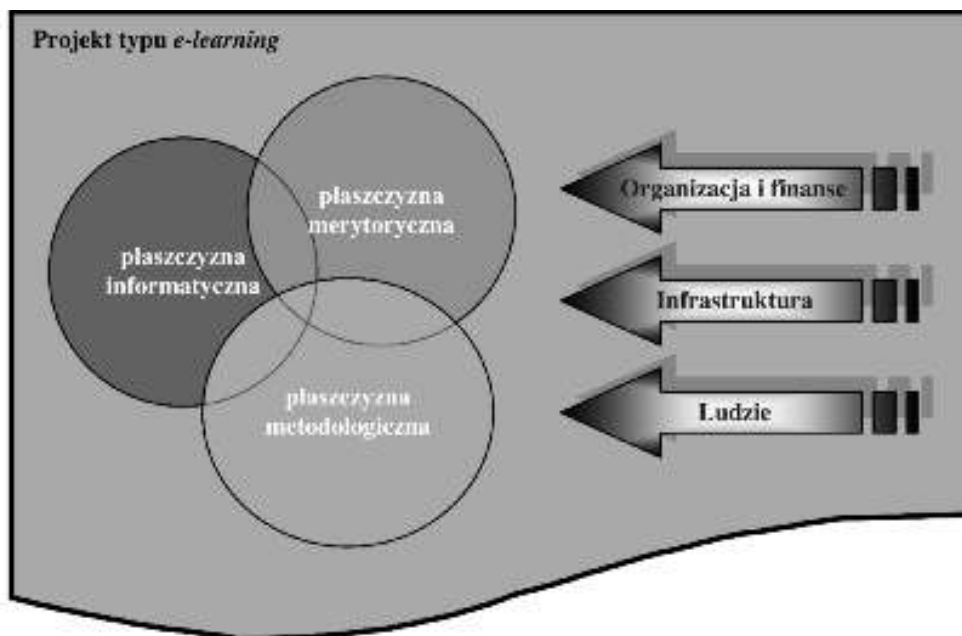 Projekt typu e-learning
płaszczyzna
merytoryczna
płaszczyzna
informatyczna
płaszczyzna
metodologiczna
Organizacja i finanse
Infrastruktura
Ludzie